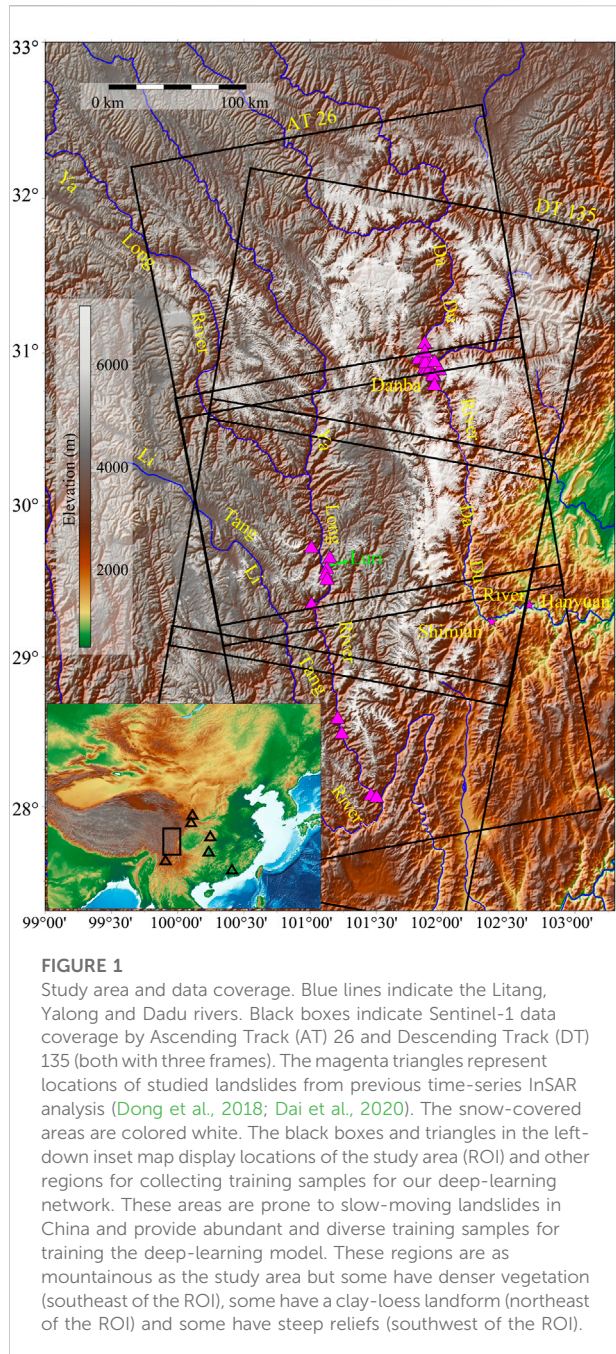 33°
32°
31°
30°
29°
28°
0 km
100 km
AT 26
DT 135
Ya
Long
River
Da
Du
6000
4000
2000
Elevation (m)
Danba
River
Li
Tang
Li
Long
Da
Du
River
Hanyuan
Shimian
River
Tang
River
99°00'
99°30'
100°00'
100°30'
101°00'
101°30'
102°00'
102°30'
103°00'
FIGURE 1
Study area and data coverage. Blue lines indicate the Litang,
Yalong and Dadu rivers. Black boxes indicate Sentinel-1 data
coverage by Ascending Track (AT) 26 and Descending Track (DT)
135 (both with three frames). The magenta triangles represent
locations of studied landslides from previous time-series InSAR
analysis (Dong et al., 2018; Dai et al., 2020). The snow-covered
areas are colored white. The black boxes and triangles in the left-
down inset map display locations of the study area (ROI) and other
regions for collecting training samples for our deep-learning
network. These areas are prone to slow-moving landslides in
China and provide abundant and diverse training samples for
training the deep-learning model. These regions are as
mountainous as the study area but some have denser vegetation
(southeast of the ROI), some have a clay-loess landform (northeast
of the ROI) and some have steep reliefs (southwest of the ROI).